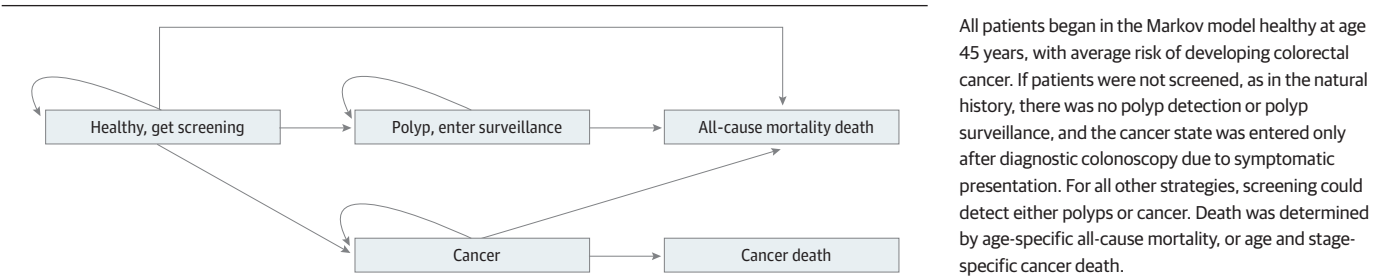 Healthy, get screening
Polyp, enter surveillance
All-cause mortality death
Cancer
Cancer death
All patients began in the Markov model healthy at age
45 years, with average risk of developing colorectal
cancer. If patients were not screened, as in the natural
history, there was no polyp detection or polyp
surveillance, and the cancer state was entered only
after diagnostic colonoscopy due to symptomatic
presentation. For all other strategies, screening could
detect either polyps or cancer. Death was determined
by age-specific all-cause mortality, or age and stage-
specific cancer death.